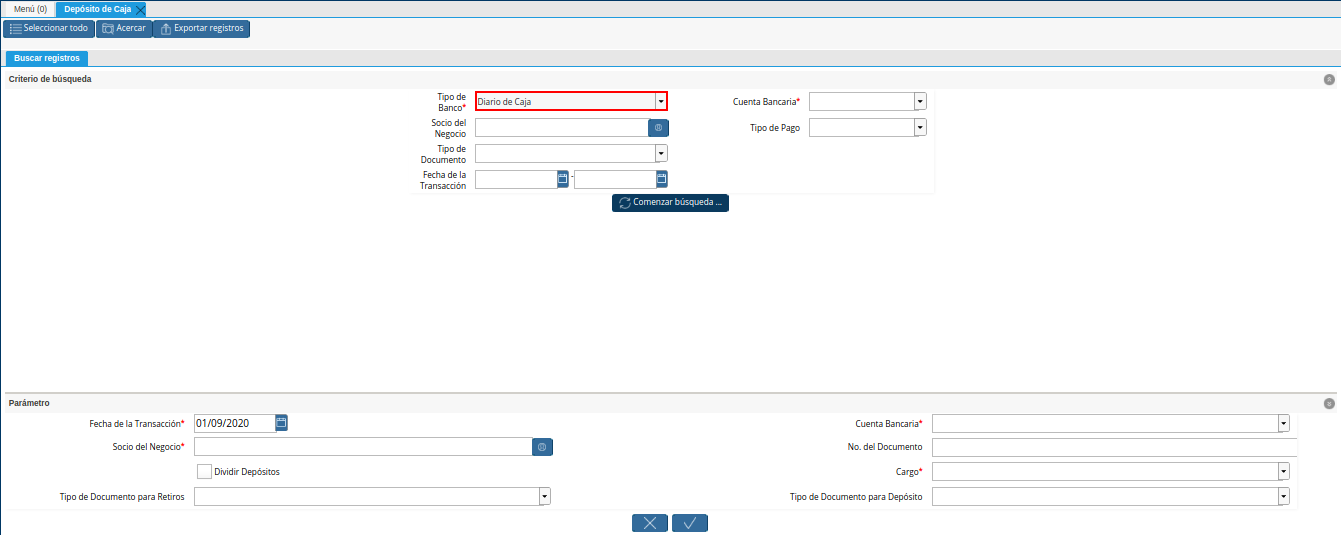 Menú (0) Depósito de Caja
Seleccionar todo Acercar Exportar registros
Buscar registros
Criterio de búsqueda
Tipo de Banco* Diario de Caja Cuenta Bancaria*
Socio del Negocio Tipo de Pago
Tipo de Documento
Fecha de la Transacción -
Comenzar búsqueda ...
Parámetro
Fecha de la Transacción* 01/09/2020 Cuenta Bancaria*
Socio del Negocio* No. del Documento
Dividir Depósitos Cargo*
Tipo de Documento para Retiros Tipo de Documento para Depósito